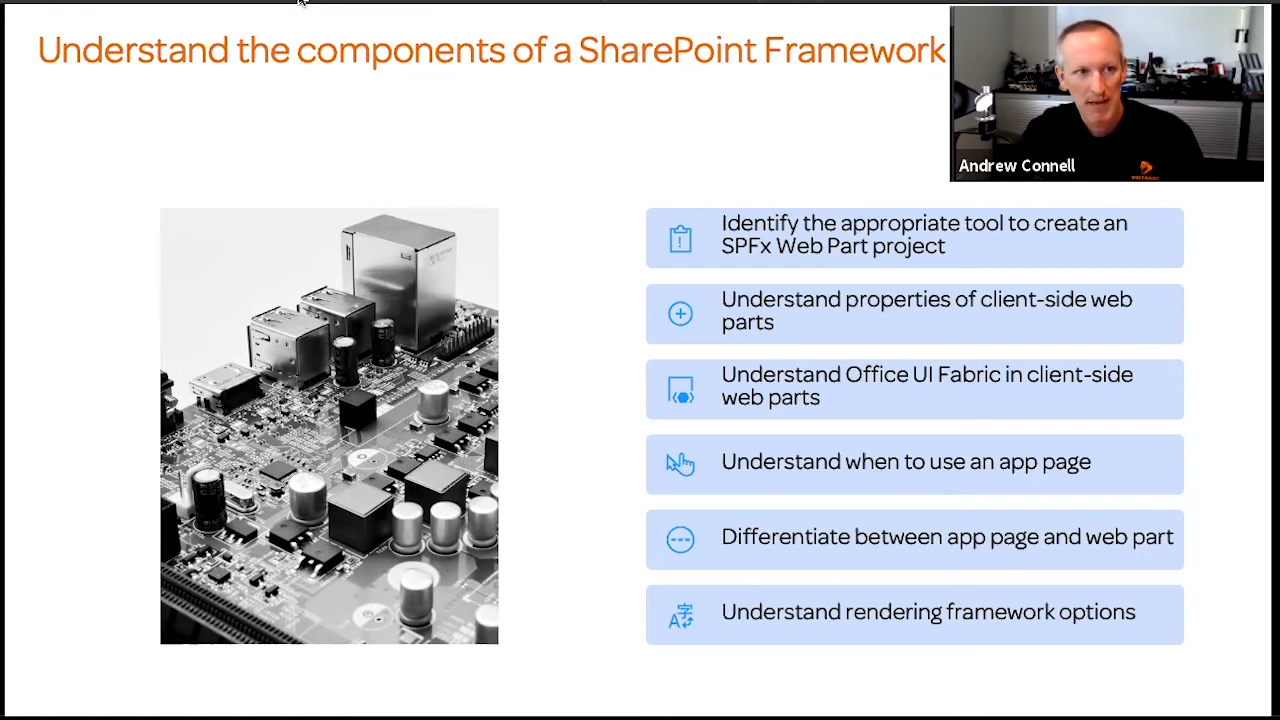 Understand the components of a SharePoint Framework
Andrew Connell
Identify the appropriate tool to create an
SPFx Web Part project
Understand properties of client-side web
parts
Understand Office UI Fabric in client-side
web parts
Understand when to use an app page
Differentiate between app page and web part
Understand rendering framework options